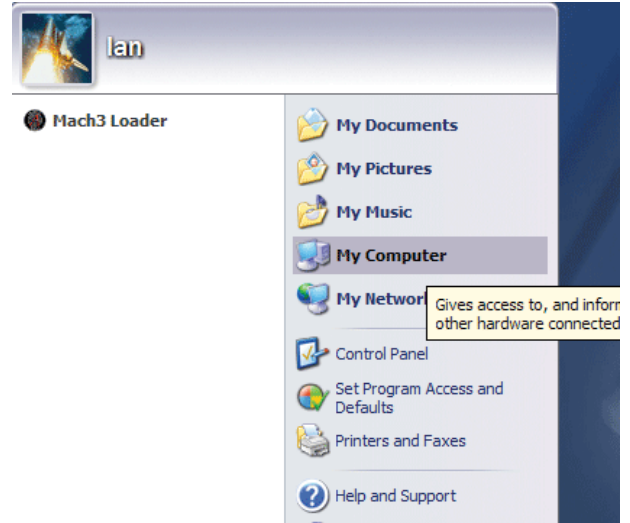 Ian
Mach3 Loader
My Documents
My Pictures
My Music
My Computer
My Networ
Gives access to, and inforr
other hardware connected
Control Panel
Set Program Access and
Defaults
Printers and Faxes
Help and Support